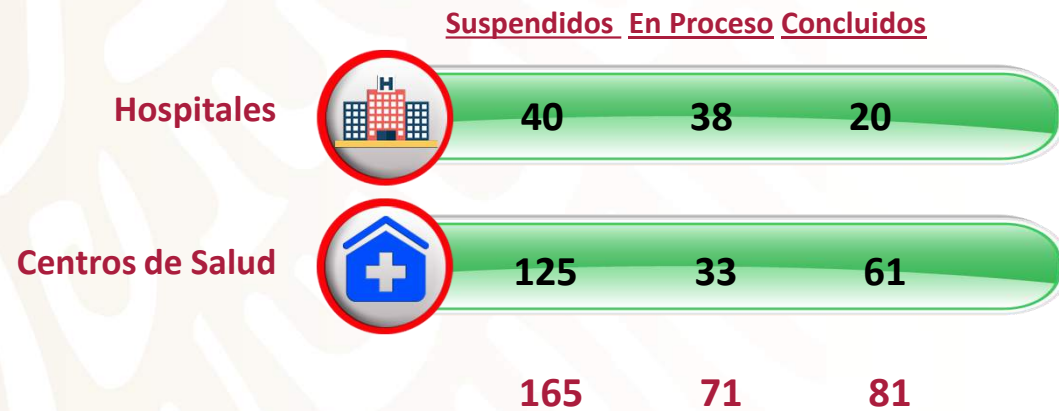 Suspendidos En Proceso Concluidos
Hospitales H 40 38 20
Centros de Salud 125 33 61
165 71 81